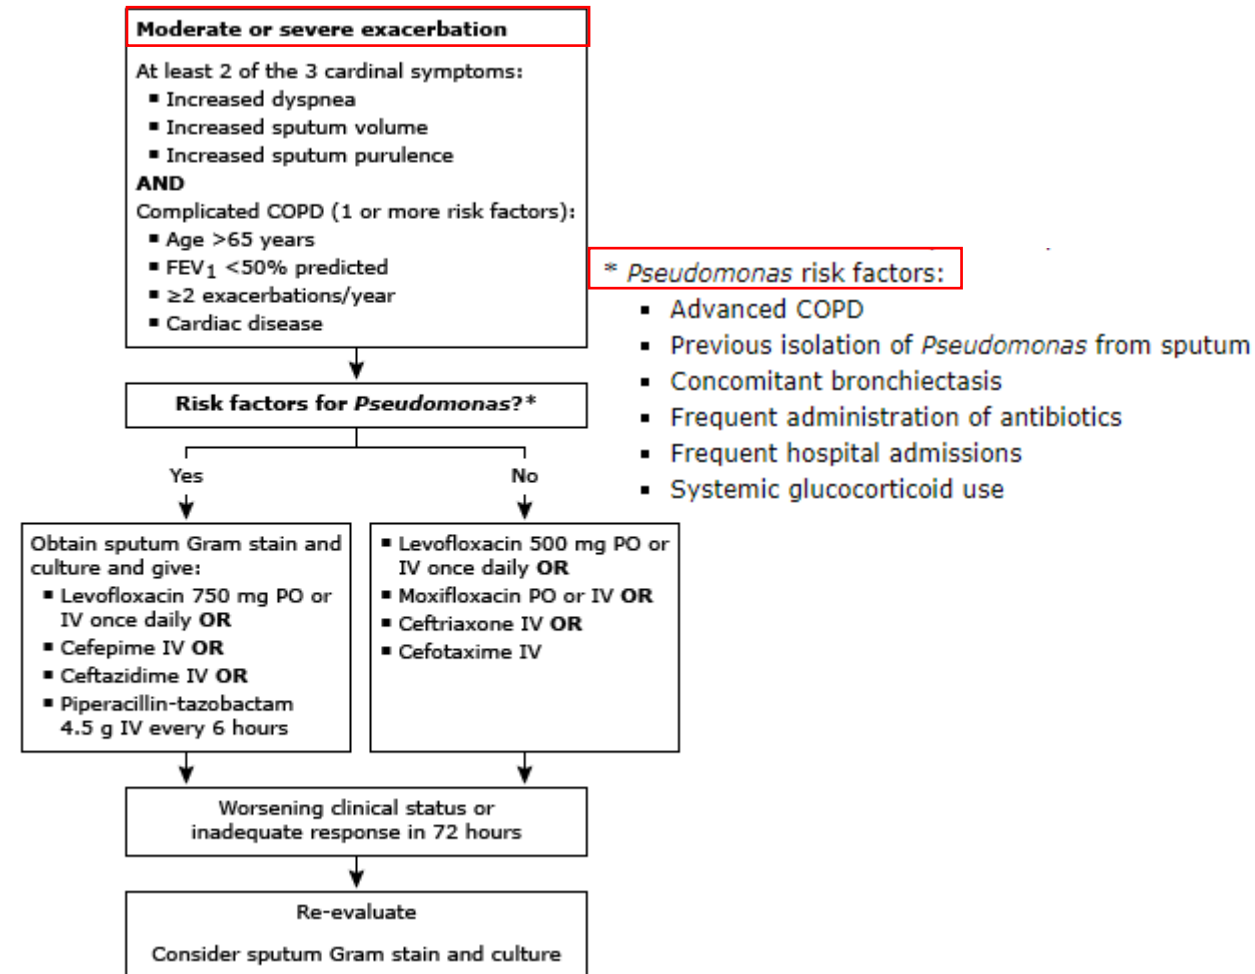 Moderate or severe exacerbation
At least 2 of the 3 cardinal symptoms:
▪ Increased dyspnea
▪ Increased sputum volume
▪ Increased sputum purulence
AND
Complicated COPD (1 or more risk factors):
▪ Age >65 years
▪ FEV1 <50% predicted
▪ ≥2 exacerbations/year
▪ Cardiac disease
* Pseudomonas risk factors:
▪ Advanced COPD
▪ Previous isolation of Pseudomonas from sputum
▪ Concomitant bronchiectasis
▪ Frequent administration of antibiotics
▪ Frequent hospital admissions
▪ Systemic glucocorticoid use
Risk factors for Pseudomonas?*
Yes
No
Obtain sputum Gram stain and
culture and give:
▪ Levofloxacin 750 mg PO or
IV once daily OR
▪ Cefepime IV OR
▪ Ceftazidime IV OR
▪ Piperacillin-tazobactam
4.5 g IV every 6 hours
▪ Levofloxacin 500 mg PO or
IV once daily OR
▪ Moxifloxacin PO or IV OR
▪ Ceftriaxone IV OR
▪ Cefotaxime IV
Worsening clinical status or
inadequate response in 72 hours
Re-evaluate
Consider sputum Gram stain and culture